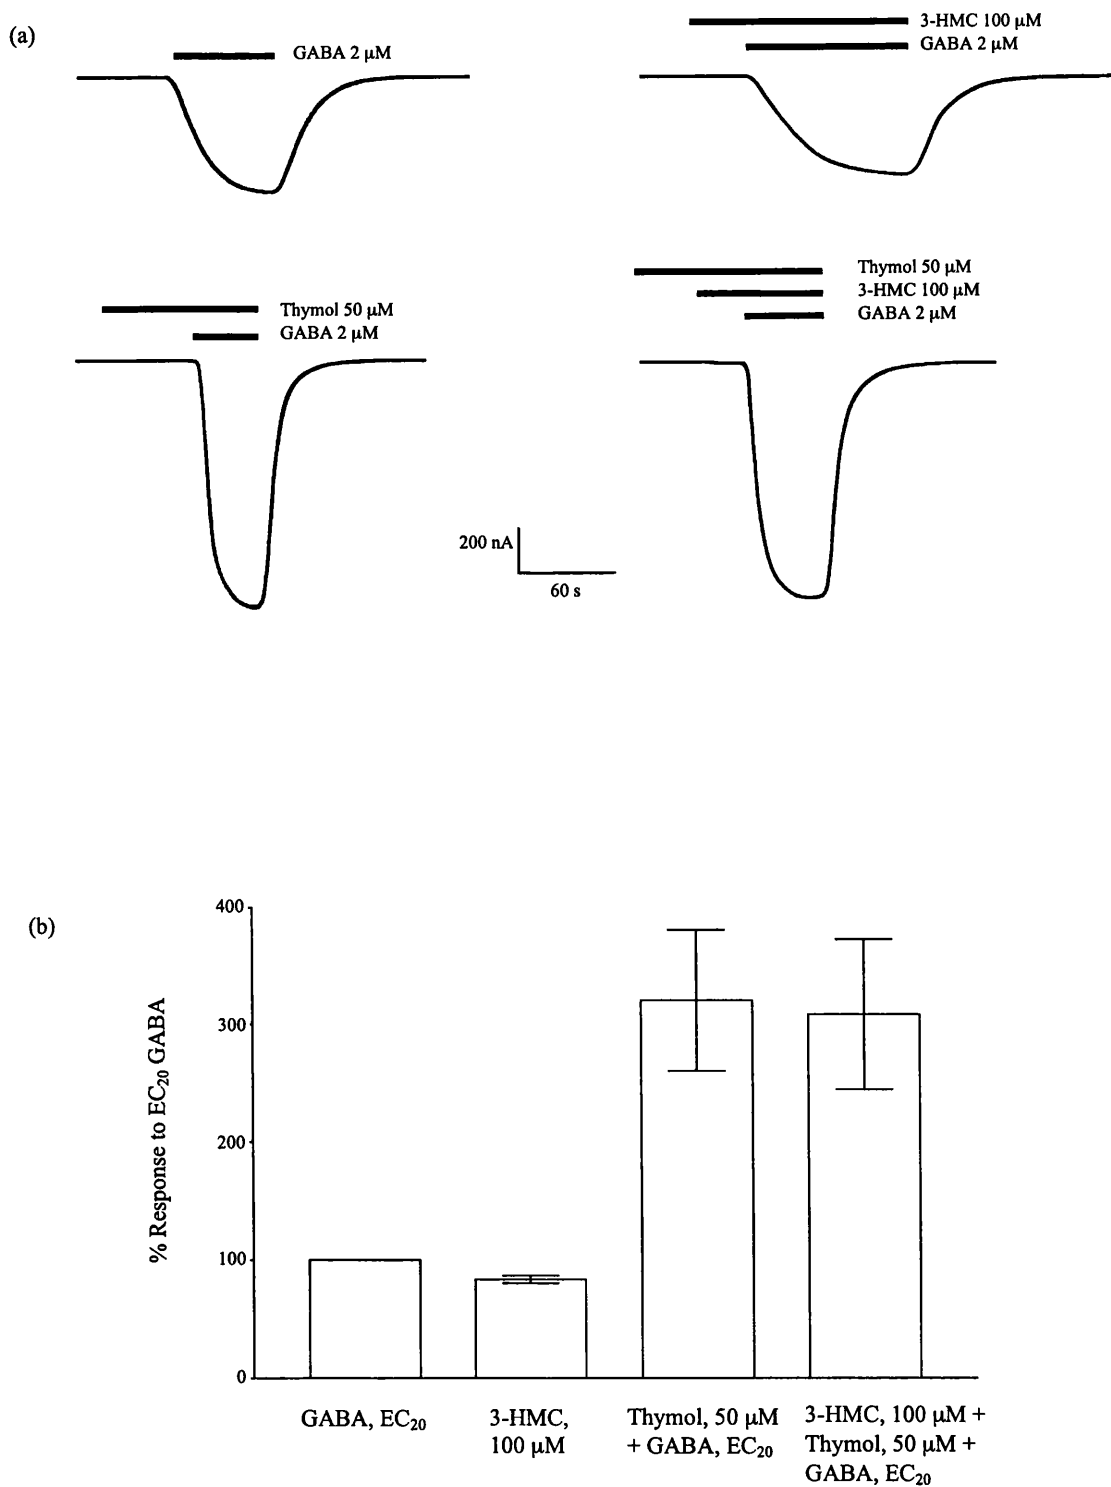 (a)
GABA 2 µM
3-HMC 100 µM
GABA 2 µM
Thymol 50 µM
GABA 2 µM
Thymol 50 µM
3-HMC 100 µM
GABA 2 µM
200 nA
60 s
(b)
% Response to EC₂₀ GABA
400
300
200
100
0
GABA, EC₂₀
3-HMC,
100 µM
Thymol, 50 µM
+ GABA, EC₂₀
3-HMC, 100 µM +
Thymol, 50 µM +
GABA, EC₂₀